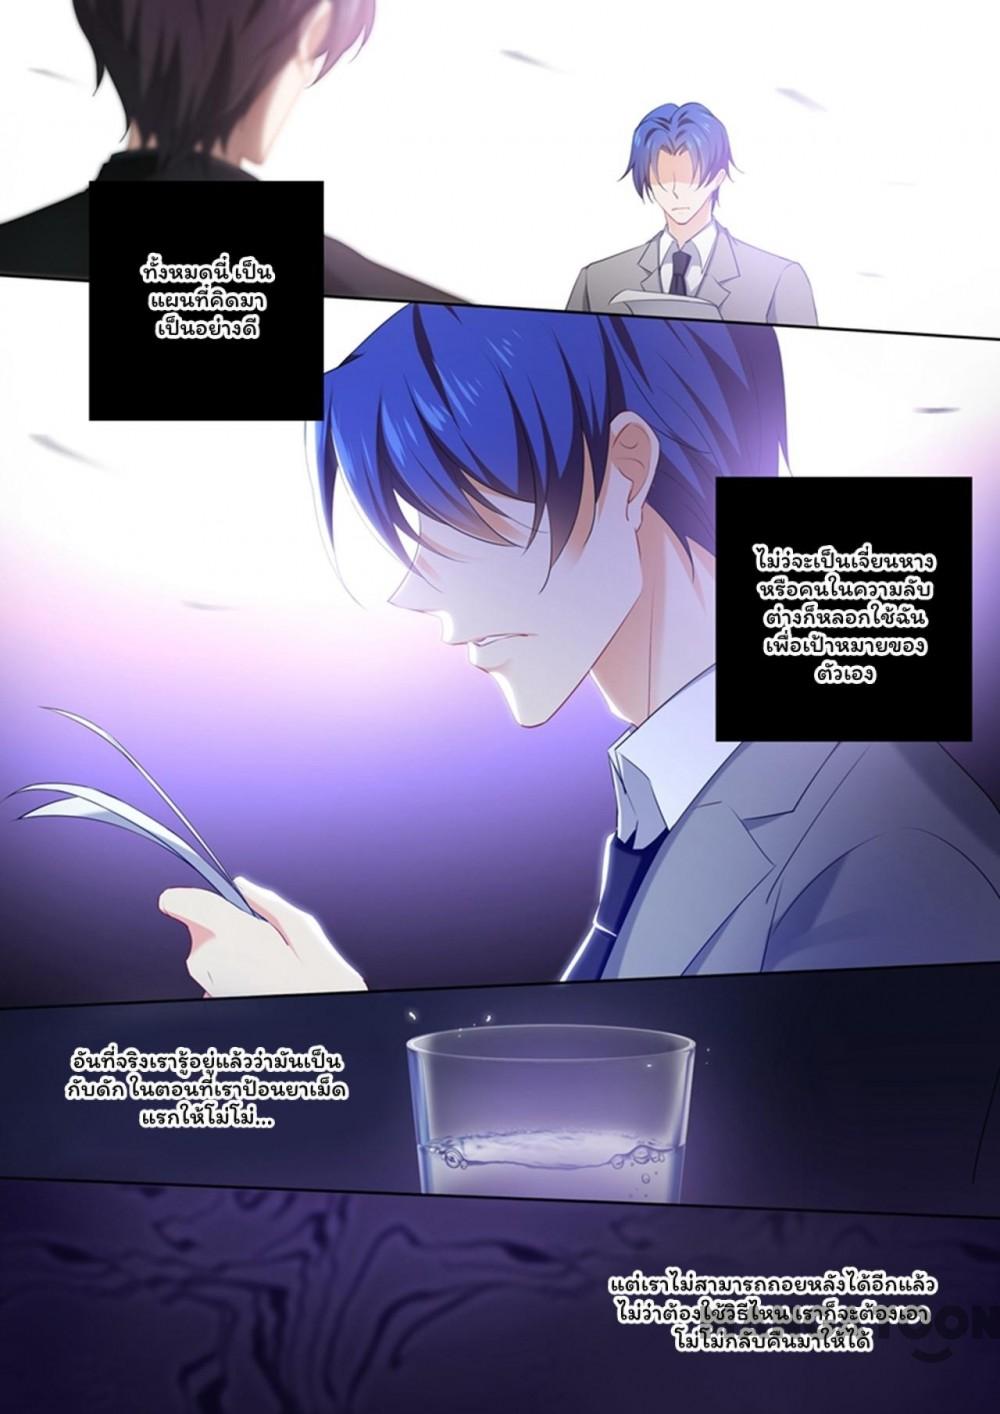 ทั้งหมดนี้ เป็น
แผนที่คิดมา
เป็นอย่างดี
ไม่ว่จะเป็นเจี่ยนหาง
หรือคนในความลับ
ต่างก็หลอกใช้ฉัน
เพื่อเป้าหมายของ
ตัวเอง
อันที่จริงเรารู้อยู่แล้วว่ามันเป็น
กับดัก ในตอนที่เราป้อนยาเม็ด
แรกให้โม่โม่...
แต่เราไม่สามารถถอยหลังได้อีกแล้ว
ไม่ว่าต้องใช้วิธีไหน เราก็จะต้องเอา
โม่โม่กลับคืนมาให้ได้